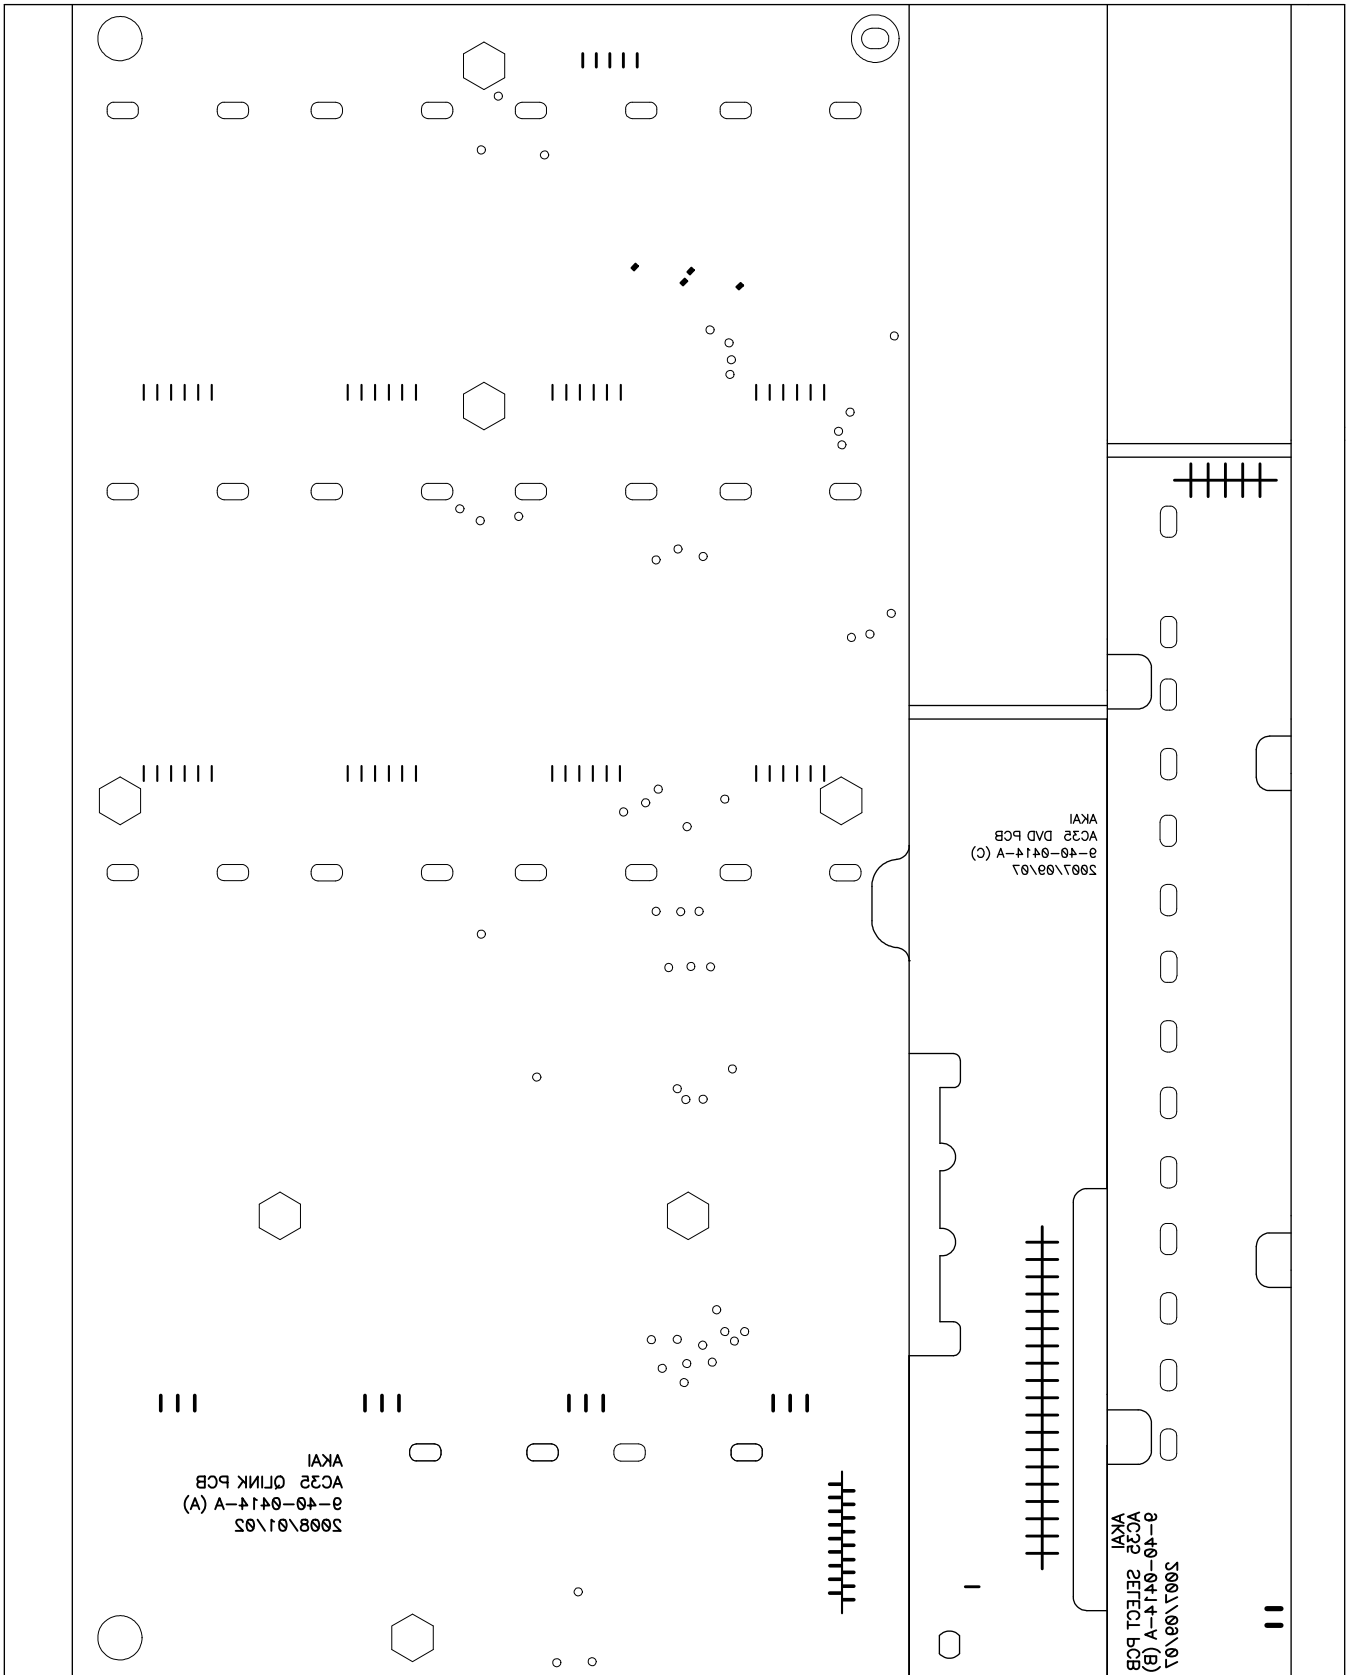 AKAI
AC35 DVD PCB
9-40-0414-A (C)
2007/09/07
AKAI
AC35 QLINK PCB
9-40-0414-A (A)
2008/01/02
AKAI
AC35 SELECT PCB
9-40-0414-A (B)
2007/09/07